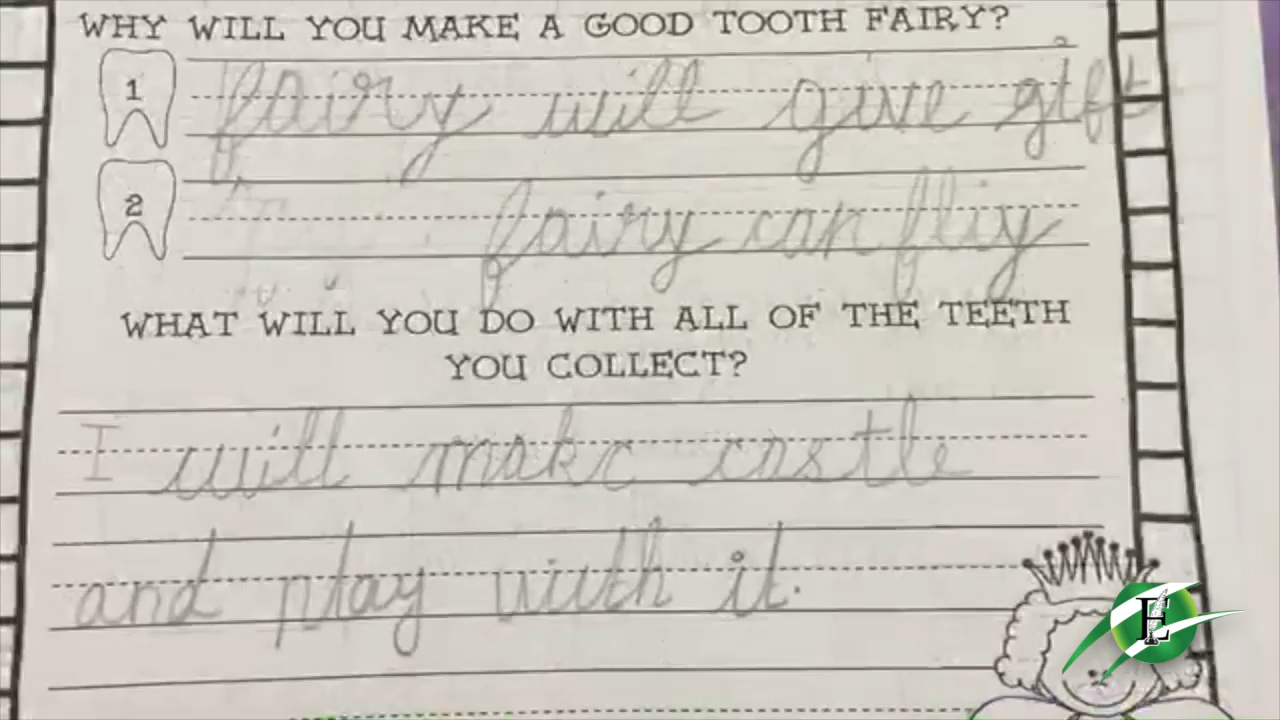 WHY WILL YOU MAKE A GOOD TOOTH FAIRY?
1 fairy will give gift
2 fairy can fliy
WHAT WILL YOU DO WITH ALL OF THE TEETH
YOU COLLECT?
I will make castle
and play with it.